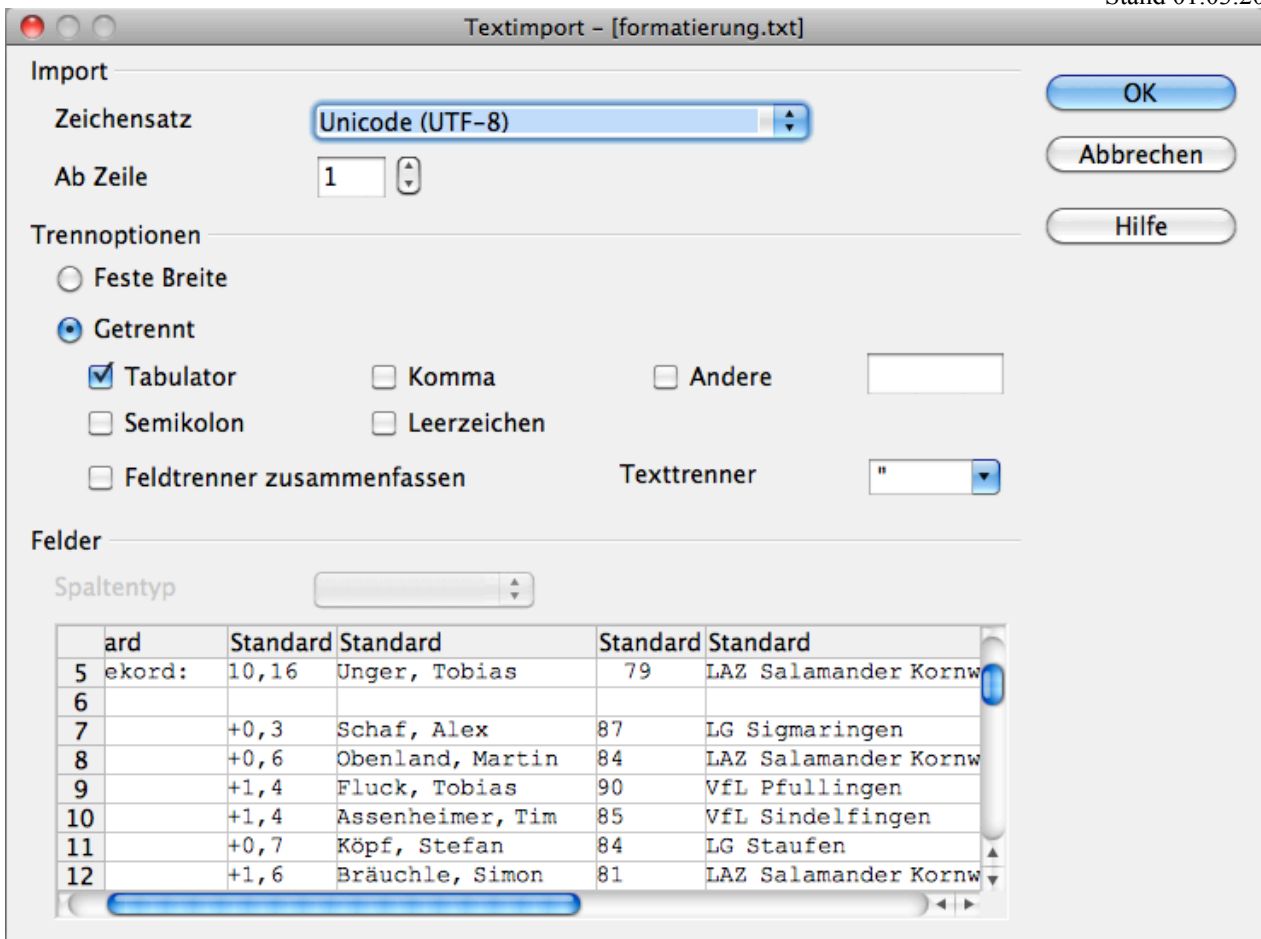 Textimport – [formatierung.txt]
Import
OK
Zeichensatz Unicode (UTF-8)
Abbrechen
Ab Zeile 1
Hilfe
Trennoptionen
Feste Breite
Getrennt
Tabulator Komma Andere
Semikolon Leerzeichen
Feldtrenner zusammenfassen Texttrenner "
Felder
Spaltentyp
ard Standard Standard Standard Standard
5 ekord: 10,16 Unger, Tobias 79 LAZ Salamander Kornw
6
7 +0,3 Schaf, Alex 87 LG Sigmaringen
8 +0,6 Obenland, Martin 84 LAZ Salamander Kornw
9 +1,4 Fluck, Tobias 90 VfL Pfullingen
10 +1,4 Assenheimer, Tim 85 VfL Sindelfingen
11 +0,7 Köpf, Stefan 84 LG Staufen
12 +1,6 Bräuchle, Simon 81 LAZ Salamander Kornw